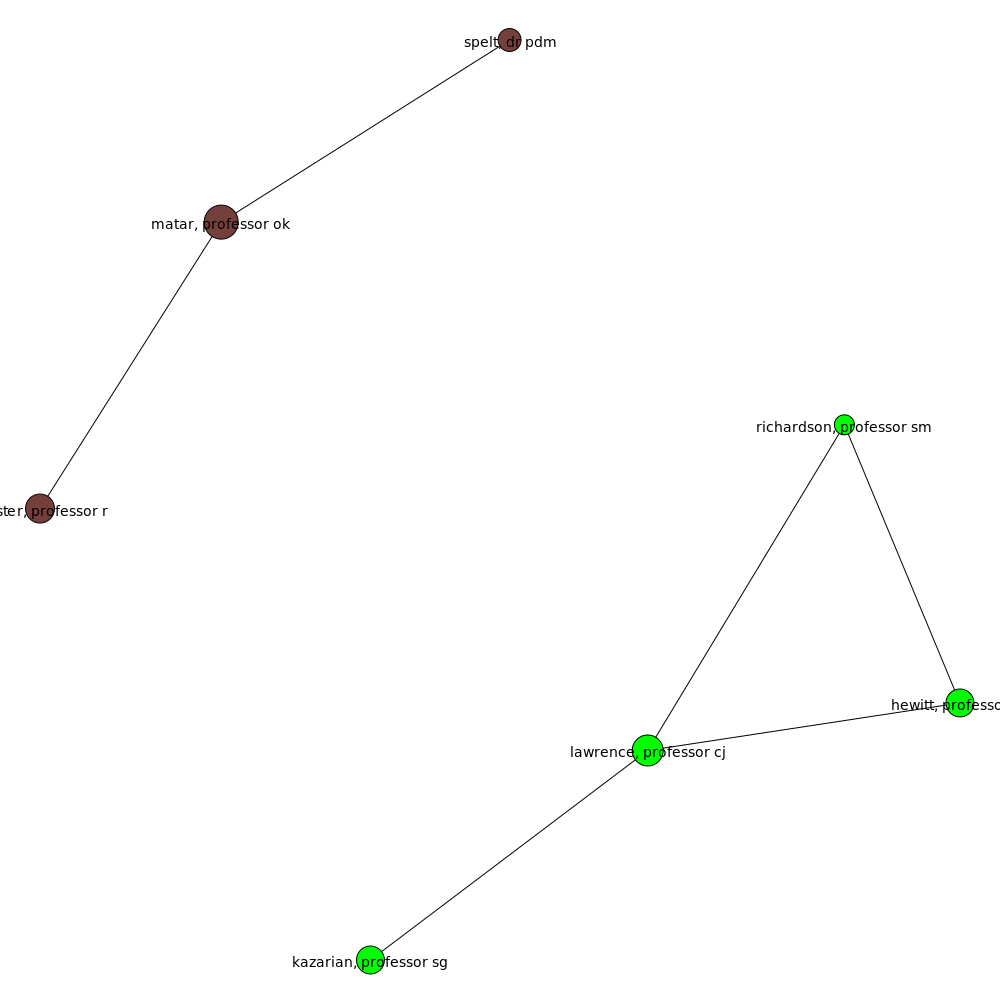 spelt, dr pdm
matar, professor ok
richardson, professor sm
ster, professor r
hewitt, professo
lawrence, professor cj
kazarian, professor sg